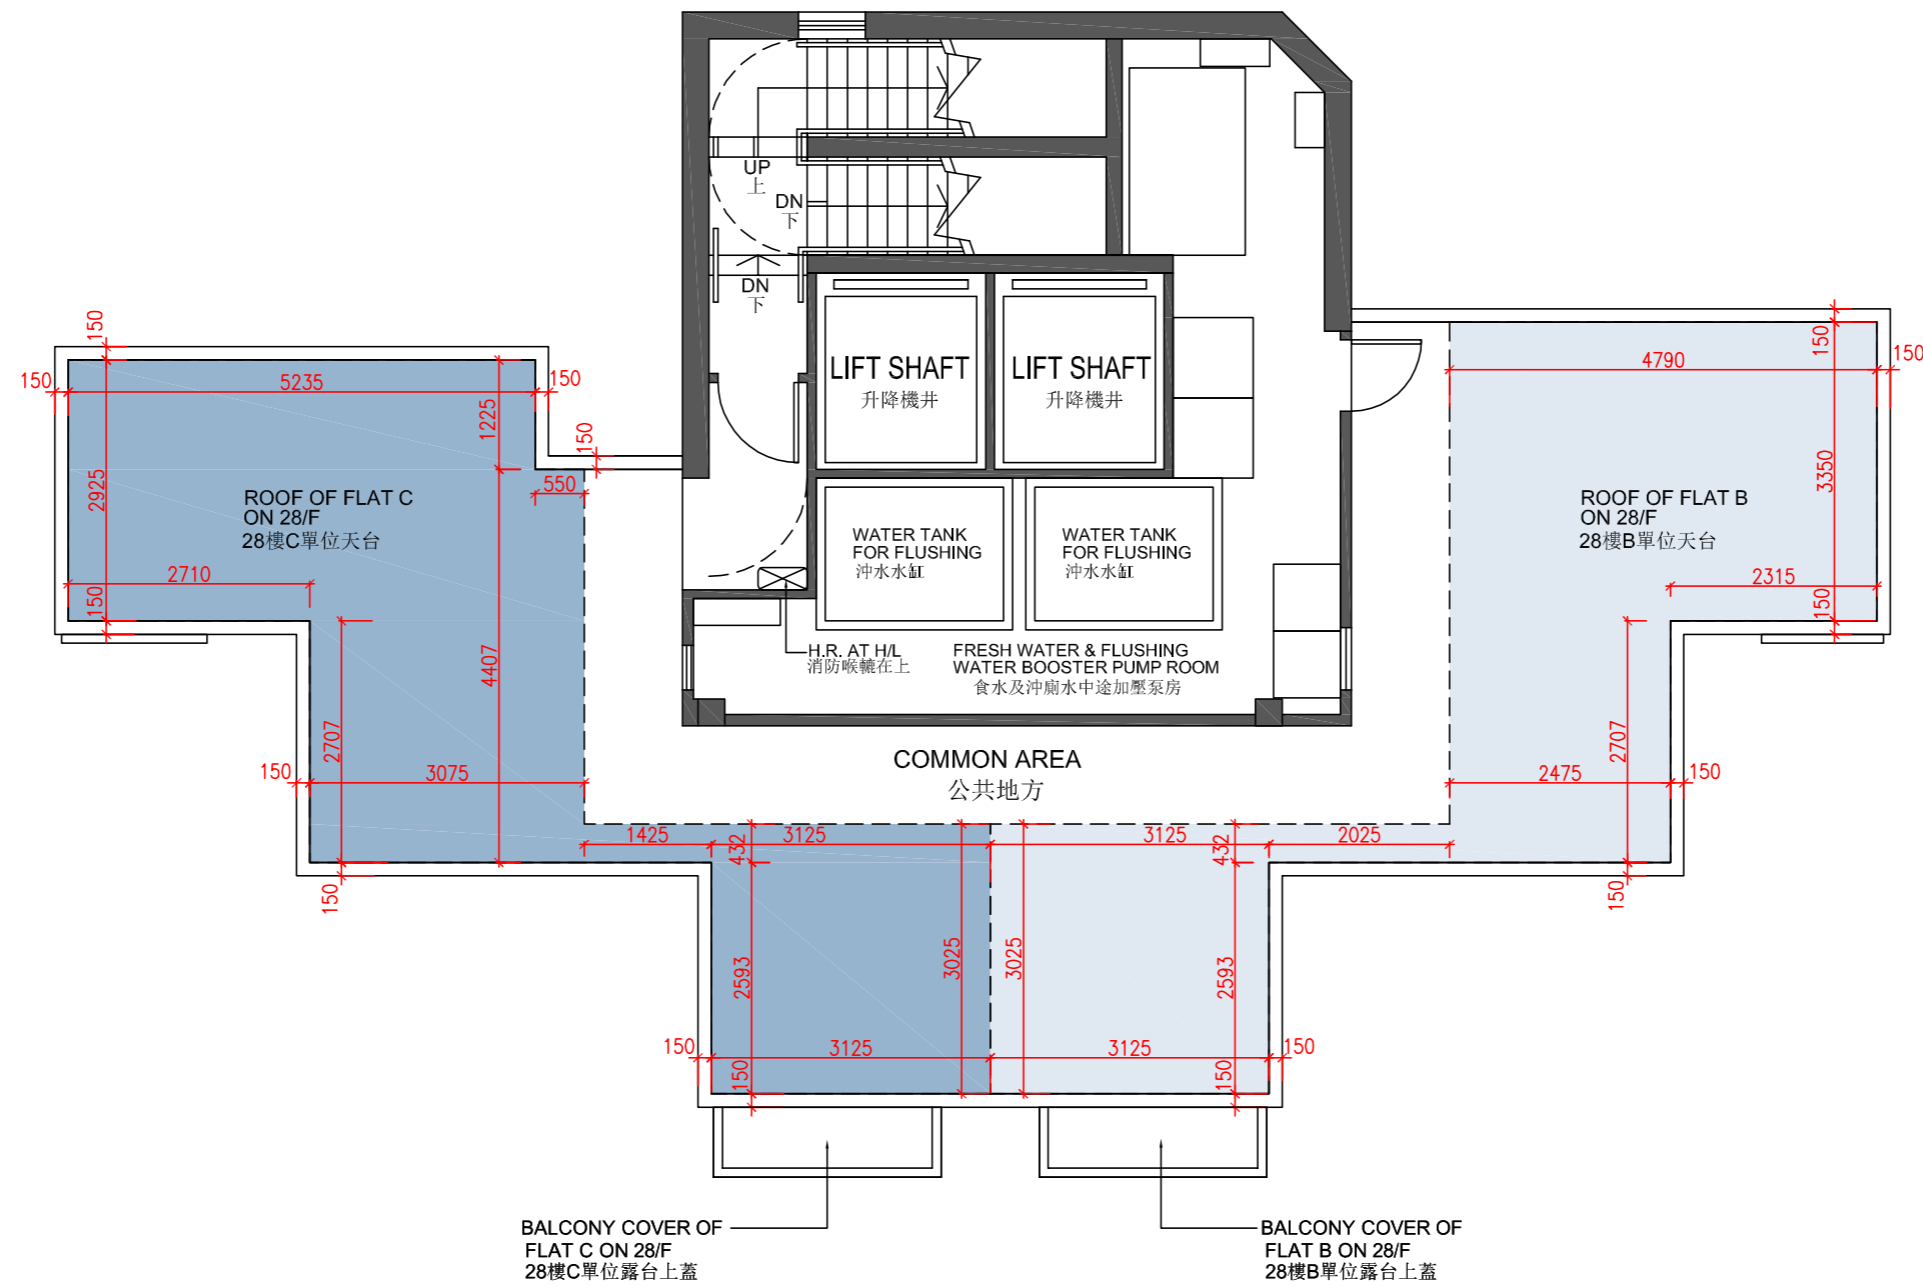 UP
上
DN
下
DN
下
LIFT SHAFT
升降機井
LIFT SHAFT
升降機井
150
150
5235
150
1225
150
2925
550
ROOF OF FLAT C
ON 28/F
28樓C單位天台
2710
150
4407
2707
150
3075
150
WATER TANK
FOR FLUSHING
沖水水缸
WATER TANK
FOR FLUSHING
沖水水缸
H.R. AT H/L
消防喉轆在上
FRESH WATER & FLUSHING
WATER BOOSTER PUMP ROOM
食水及沖廁水中途加壓泵房
COMMON AREA
公共地方
150
150
4790
3350
ROOF OF FLAT B
ON 28/F
28樓B單位天台
2315
150
2707
2475
150
150
1425
3125
432
3125
432
2025
2593
3025
3025
2593
150
3125
3125
150
150
150
BALCONY COVER OF
FLAT C ON 28/F
28樓C單位露台上蓋
BALCONY COVER OF
FLAT B ON 28/F
28樓B單位露台上蓋